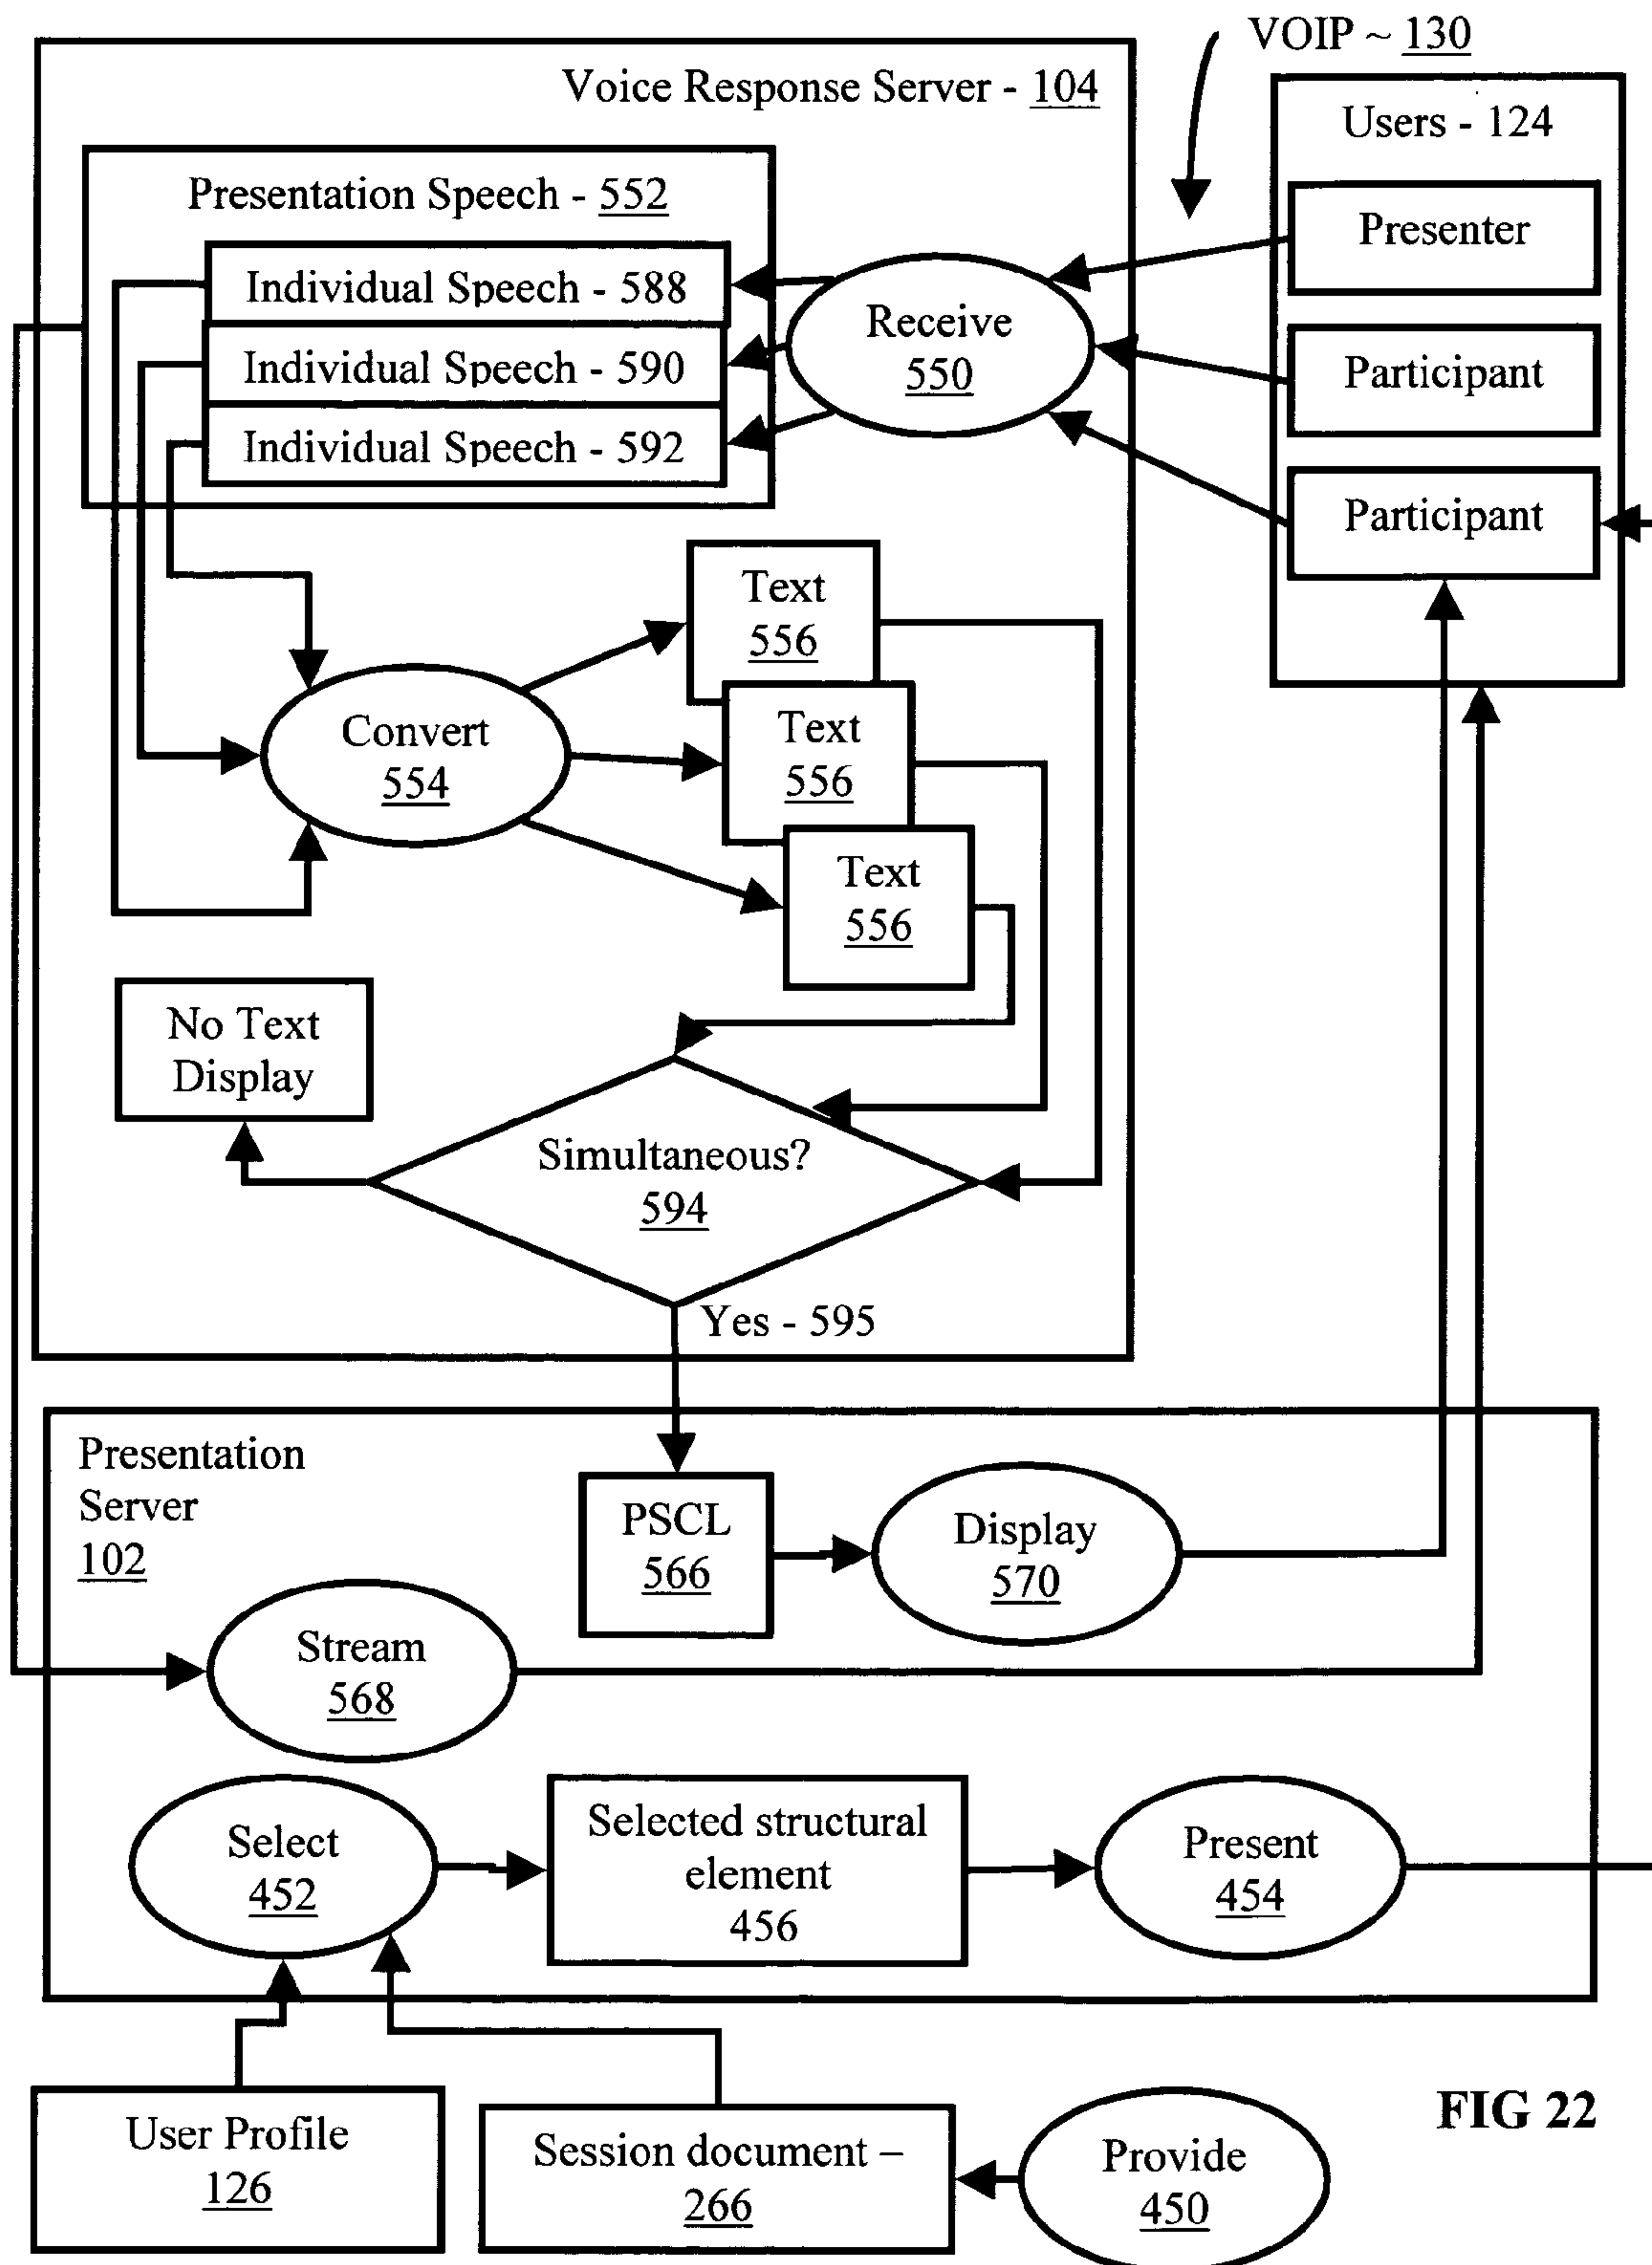 VOIP ~ 130
Voice Response Server - 104
Users - 124
Presentation Speech - 552
Presenter
Individual Speech - 588
Receive
550
Individual Speech - 590
Participant
Individual Speech - 592
Participant
Text
556
Convert
554
Text
556
Text
556
No Text
Display
Simultaneous?
594
Yes - 595
Presentation
Server
102
PSCL
566
Display
570
Stream
568
Select
452
Selected structural
element
456
Present
454
User Profile
126
Session document –
266
Provide
450
FIG 22